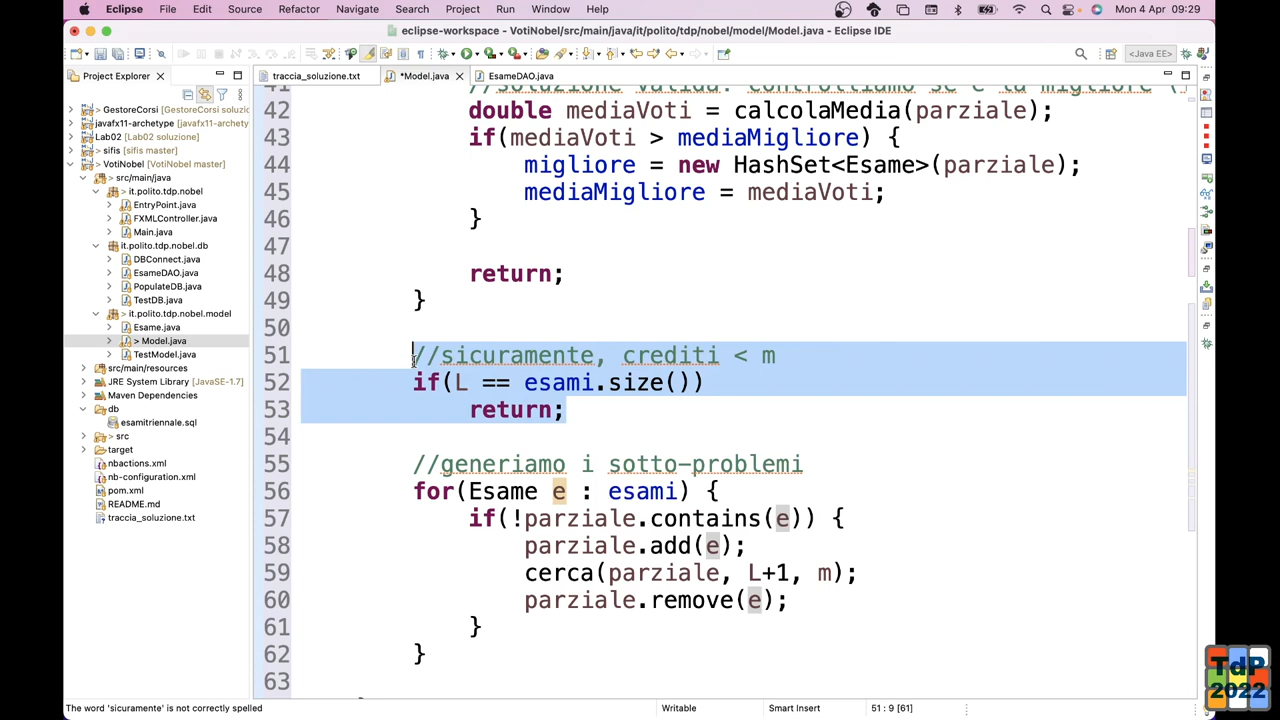 Eclipse File Edit Source Refactor Navigate Search Project Run Window Help Mon 4 Apr 09:29
eclipse-workspace - VotiNobel/src/main/java/it/polito/tdp/nobel/model/Model.java - Eclipse IDE
<Java EE>
Project Explorer
traccia_soluzione.txt
*Model.java
EsameDAO.java
GestoreCorsi [GestoreCorsi soluzic
javafx11-archetype [javafx11-archety
Lab02 [Lab02 soluzione]
sifis [sifis master]
VotiNobel [VotiNobel master]
src/main/java
it.polito.tdp.nobel
EntryPoint.java
FXMLController.java
Main.java
it.polito.tdp.nobel.db
DBConnect.java
EsameDAO.java
PopulateDB.java
TestDB.java
it.polito.tdp.nobel.model
Esame.java
> Model.java
TestModel.java
src/main/resources
JRE System Library [JavaSE-1.7]
Maven Dependencies
db
esamitriennale.sql
> src
target
nbactions.xml
nb-configuration.xml
pom.xml
README.md
traccia_soluzione.txt
42 double mediaVoti = calcolaMedia(parziale);
43 if(mediaVoti > mediaMigliore) {
44 migliore = new HashSet<Esame>(parziale);
45 mediaMigliore = mediaVoti;
46 }
47
48 return;
49 }
50
51 //sicuramente, crediti < m
52 if(L == esami.size())
53 return;
54
55 //generiamo i sotto-problemi
56 for(Esame e : esami) {
57 if(!parziale.contains(e)) {
58 parziale.add(e);
59 cerca(parziale, L+1, m);
60 parziale.remove(e);
61 }
62 }
63
The word 'sicuramente' is not correctly spelled
Writable
Smart Insert
51 : 9 [61]
TdP
2022